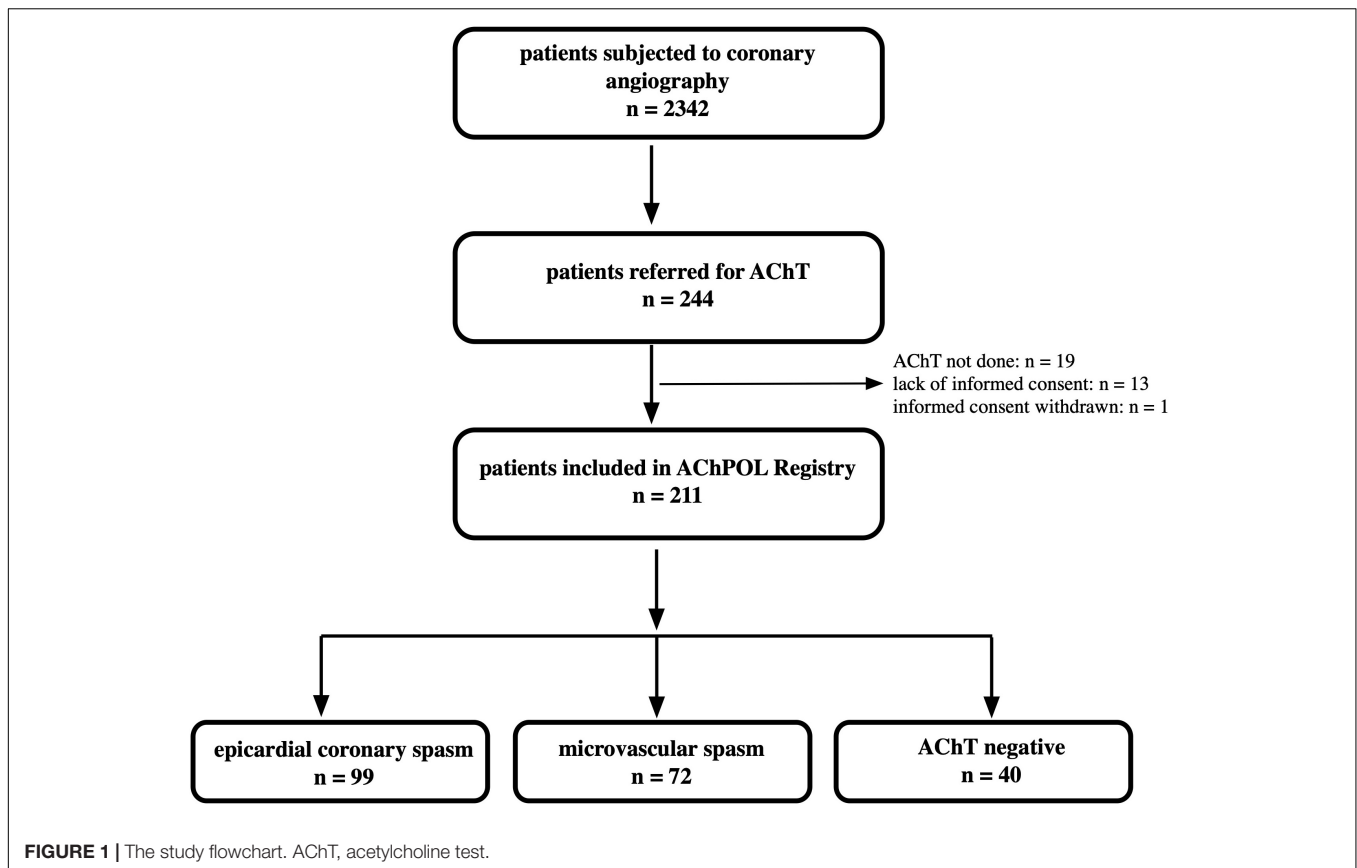 patients subjected to coronary
angiography
n = 2342
patients referred for AChT
n = 244
AChT not done: n = 19
lack of informed consent: n = 13
informed consent withdrawn: n = 1
patients included in AChPOL Registry
n = 211
epicardial coronary spasm
n = 99
microvascular spasm
n = 72
AChT negative
n = 40
FIGURE 1 | The study flowchart. AChT, acetylcholine test.